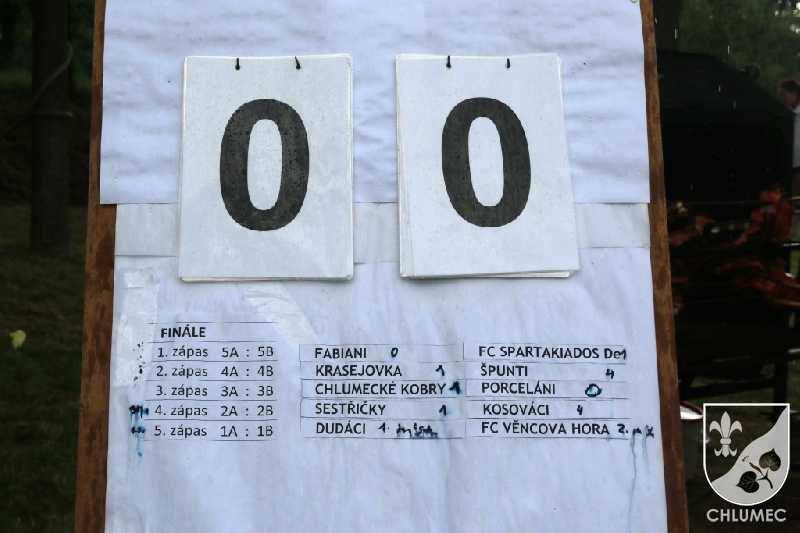 0 0
FINÁLE
1. zápas 5A : 5B FABIANI 0 FC SPARTAKIADOS De1
2. zápas 4A : 4B KRASEJOVKA 1 ŠPUNTI 4
3. zápas 3A : 3B CHLUMECKÉ KOBRY 1 PORCELÁNI 0
4. zápas 2A : 2B SESTŘIČKY 1 KOSOVÁCI 4
5. zápas 1A : 1B DUDÁCI 1 FC VĚNCOVA HORA 2.
CHLUMEC